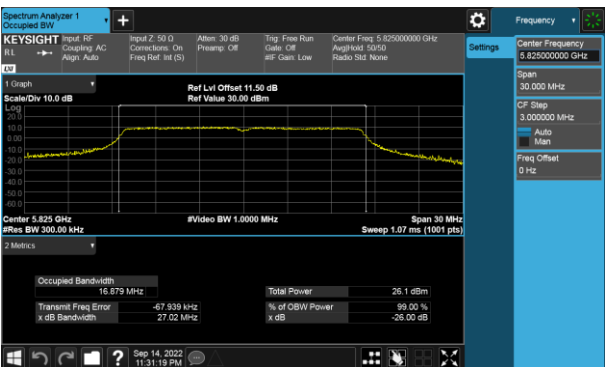 Spectrum Analyzer 1
Occupied BW
+
Frequency
KEYSIGHT
RL
LXI
Input: RF
Coupling: AC
Align: Auto
Input Z: 50 Ω
Corrections: On
Freq Ref: Int (S)
Atten: 30 dB
Preamp: Off
Trig: Free Run
Gate: Off
#IF Gain: Low
Center Freq: 5.825000000 GHz
Avg|Hold: 50/50
Radio Std: None
Settings
Center Frequency
5.825000000 GHz
Span
30.000 MHz
CF Step
3.000000 MHz
Auto
Man
Freq Offset
0 Hz
1 Graph
Scale/Div 10.0 dB
Ref Lvl Offset 11.50 dB
Ref Value 30.00 dBm
Log
20.0
10.0
0.00
-10.0
-20.0
-30.0
-40.0
-50.0
-60.0
Center 5.825 GHz
#Video BW 1.0000 MHz
Span 30 MHz
#Res BW 300.00 kHz
Sweep 1.07 ms (1001 pts)
2 Metrics
Occupied Bandwidth
16.879 MHz
Total Power 26.1 dBm
Transmit Freq Error -67.939 kHz
% of OBW Power 99.00 %
x dB Bandwidth 27.02 MHz
x dB -26.00 dB
?
Sep 14, 2022
11:31:19 PM